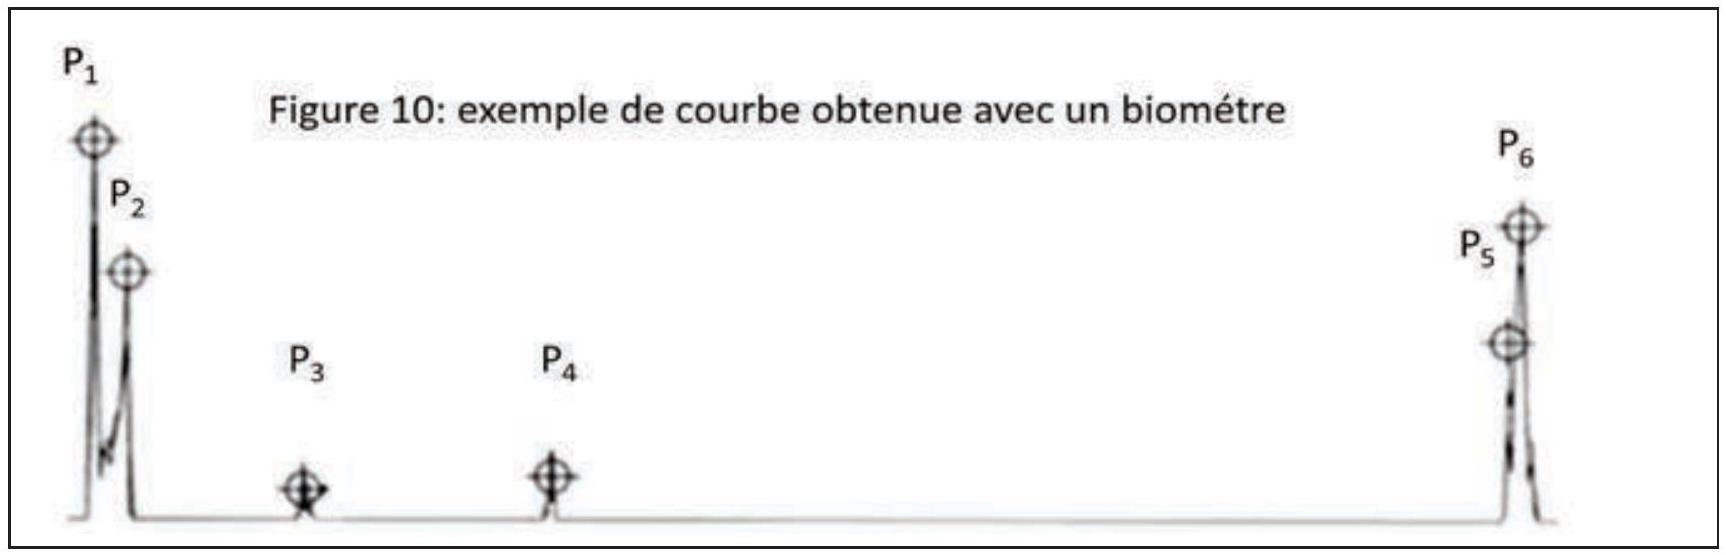 P1
Figure 10: exemple de courbe obtenue avec un biométre
P6
P2
P5
P3
P4